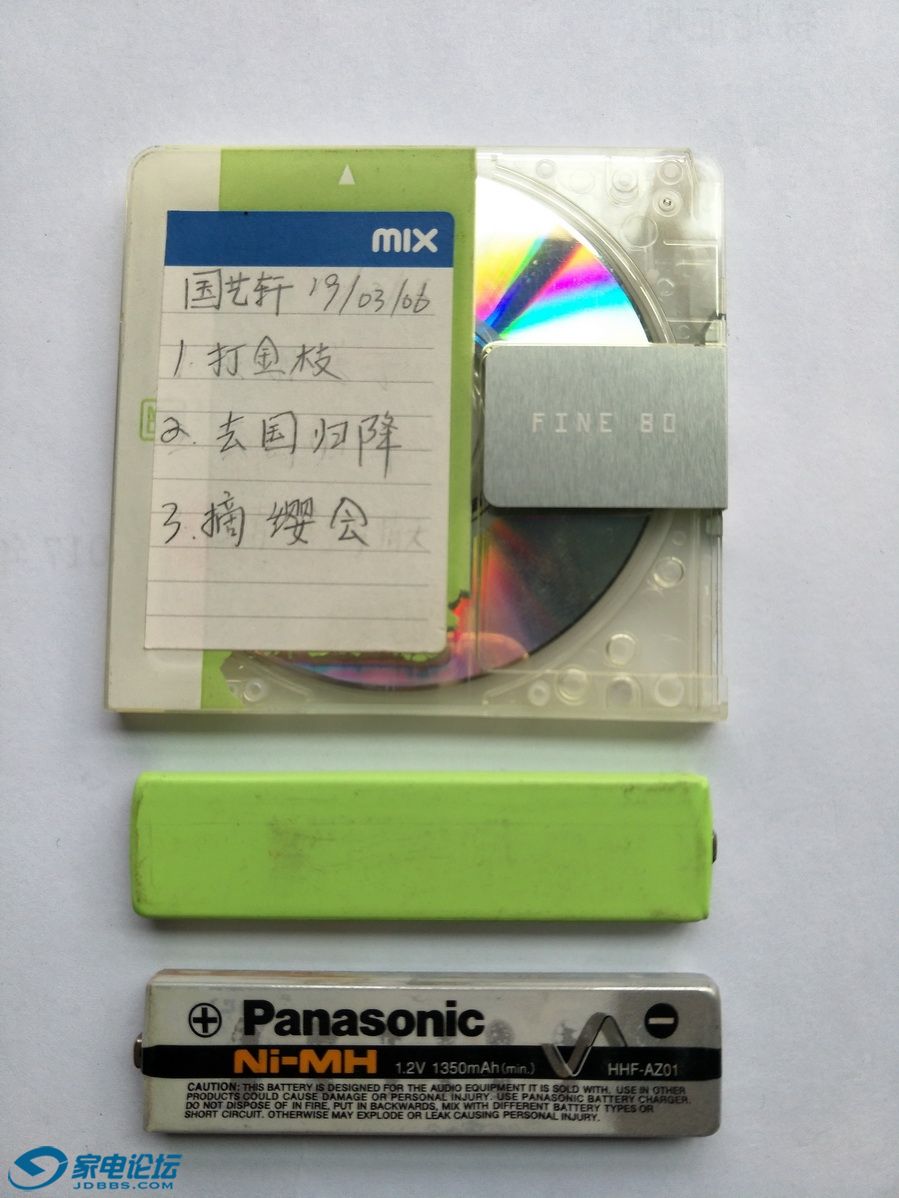 mix
国艺轩 19/03/06
1.打金枝
2.去国归降
3.摘缨会
FINE 80
Panasonic
Ni-MH 1.2V 1350mAh(min.) HHF-AZ01
CAUTION: THIS BATTERY IS DESIGNED FOR THE AUDIO EQUIPMENT IT IS SOLD WITH. USE IN OTHER
PRODUCTS COULD CAUSE DAMAGE OR PERSONAL INJURY. USE PANASONIC BATTERY CHARGER.
DO NOT DISPOSE OF IN FIRE, PUT IN BACKWARDS, MIX WITH DIFFERENT BATTERY TYPES OR
SHORT CIRCUIT. OTHERWISE MAY EXPLODE OR LEAK CAUSING PERSONAL INJURY.
家电论坛
JDBBS.COM